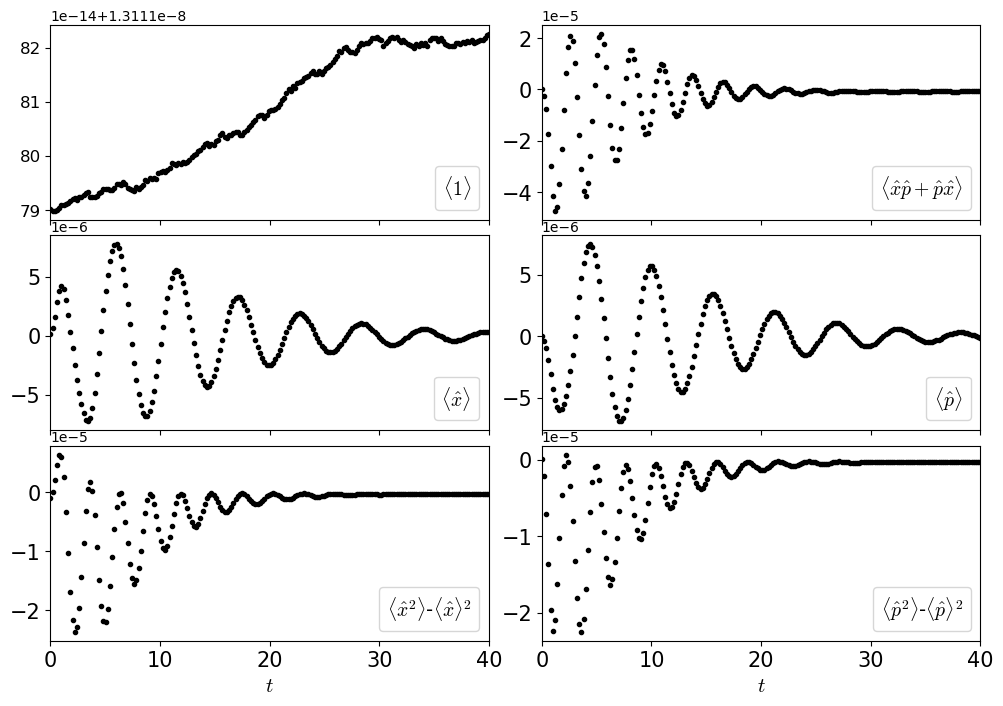 1e−14+1.3111e−8
82
81
80
79
⟨1⟩
1e−5
2
0
−2
−4
⟨x̂p̂ + p̂x̂⟩
1e−6
5
0
−5
⟨x̂⟩
1e−6
5
0
−5
⟨p̂⟩
1e−5
0
−1
−2
⟨x̂²⟩-⟨x̂⟩²
0 10 20 30 40
t
1e−5
0
−1
−2
⟨p̂²⟩-⟨p̂⟩²
0 10 20 30 40
t